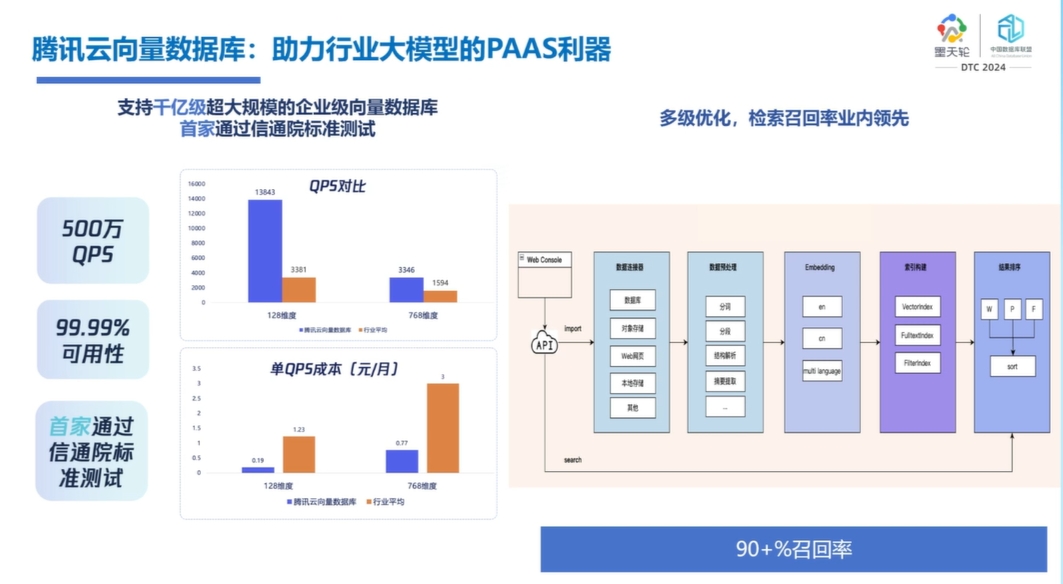 腾讯云向量数据库：助力行业大模型的PAAS利器
墨天轮
中国数据库联盟
DTC 2024
支持千亿级超大规模的企业级向量数据库
首家通过信通院标准测试
多级优化，检索召回率业内领先
500万
QPS
99.99%
可用性
首家通过
信通院标
准测试
QPS对比
16000
14000
12000
10000
8000
6000
4000
2000
0
13843
3381
3346
1594
128维度
768维度
腾讯云向量数据库
行业平均
单QPS成本（元/月）
3.5
3
2.5
2
1.5
1
0.5
0
0.19
1.23
0.77
3
128维度
768维度
腾讯云向量数据库
行业平均
Web Console
API
import
search
数据连接器
数据库
对象存储
Web网页
本地存储
其他
数据预处理
分词
分段
结构解析
摘要提取
...
Embedding
en
cn
multi language
索引构建
VectorIndex
FulltextIndex
FilterIndex
结果排序
W
P
F
sort
90+%召回率